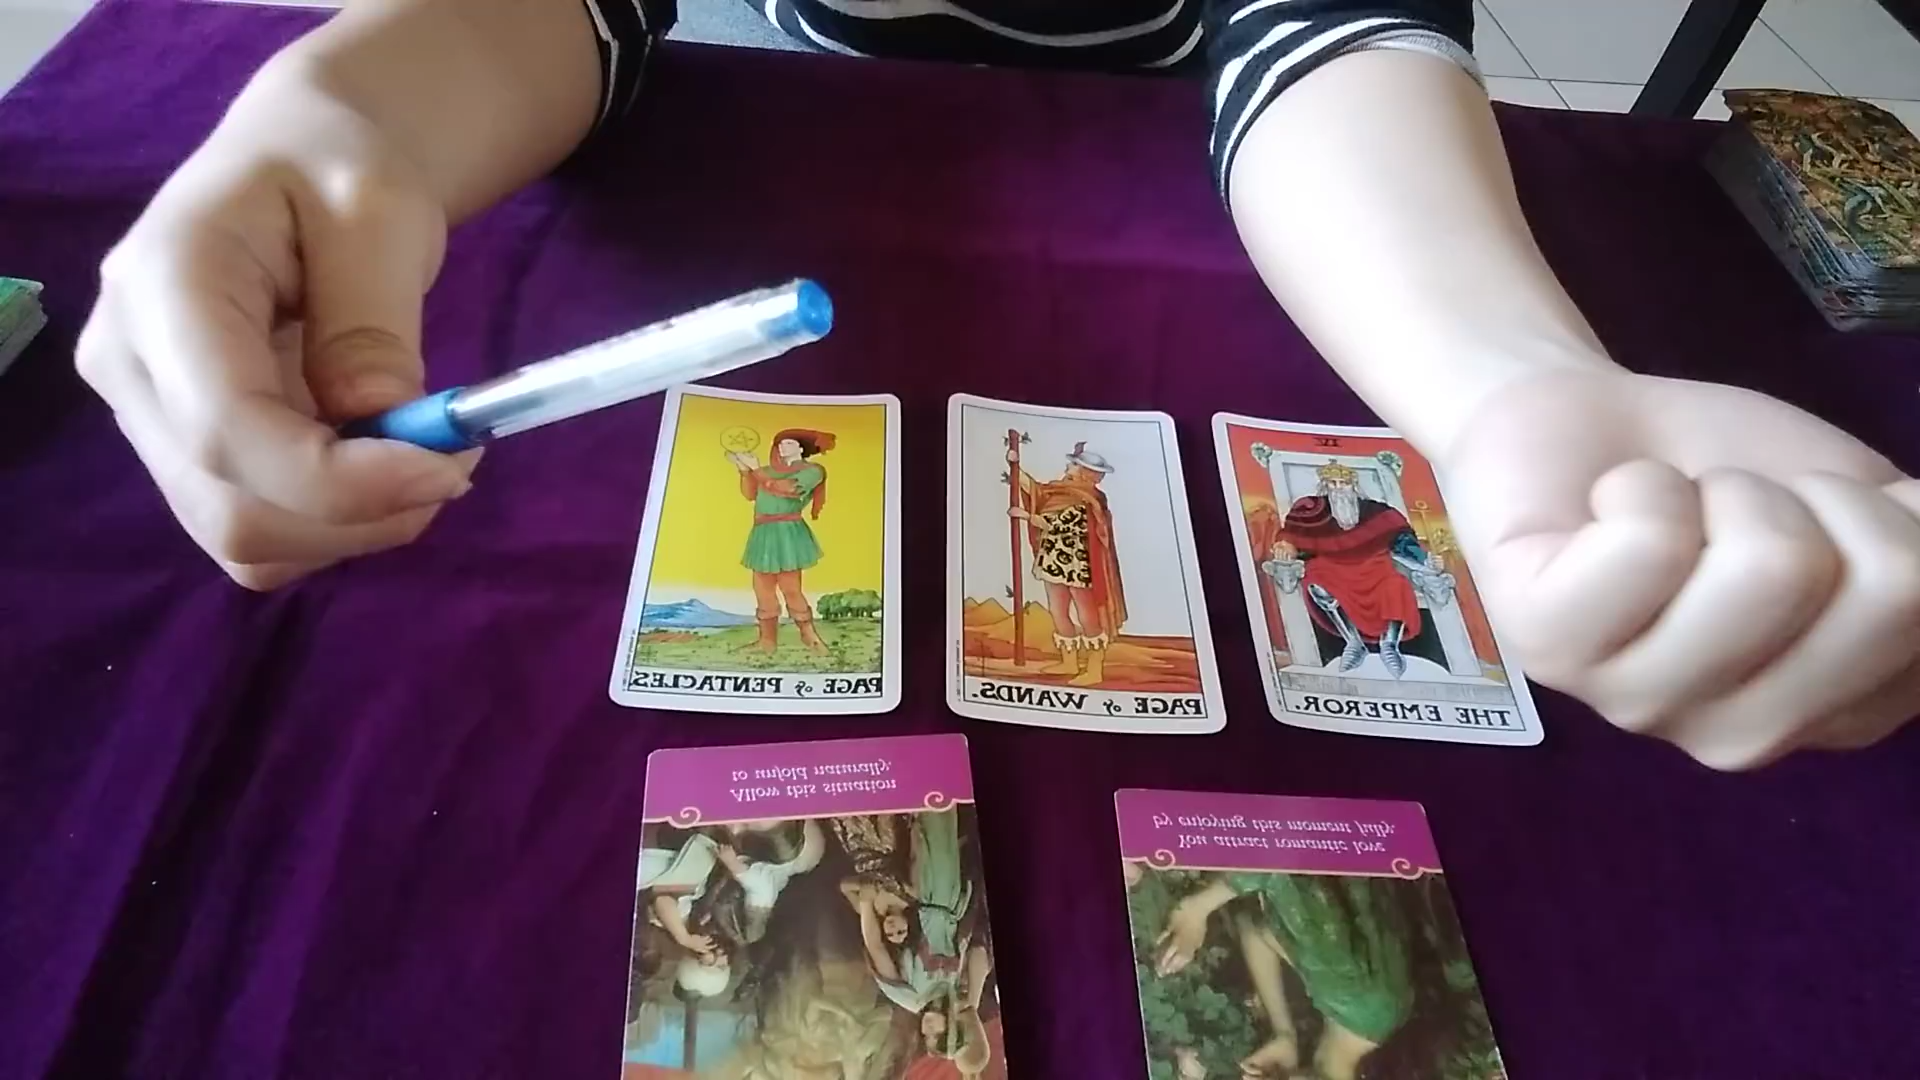 PAGE of PENTACLES.
PAGE of WANDS.
IV
THE EMPEROR.
Allow this situation
to unfold naturally.
You attract romantic love
by enjoying this moment fully.